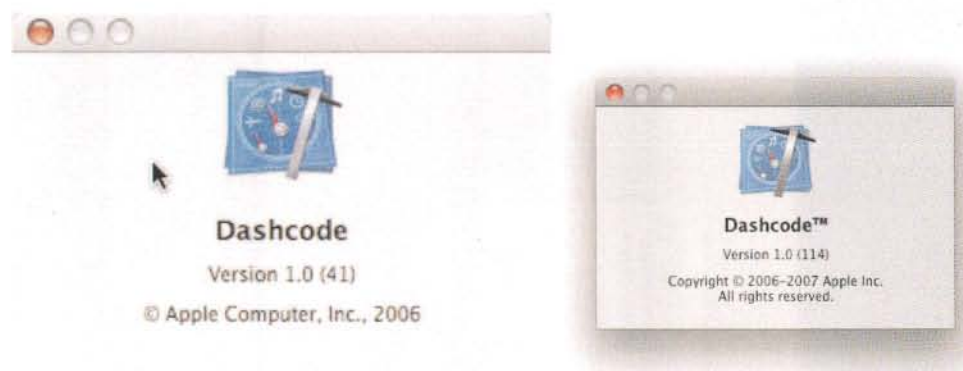 Dashcode
Version 1.0 (41)
© Apple Computer, Inc., 2006
Dashcode™
Version 1.0 (114)
Copyright © 2006–2007 Apple Inc.
All rights reserved.